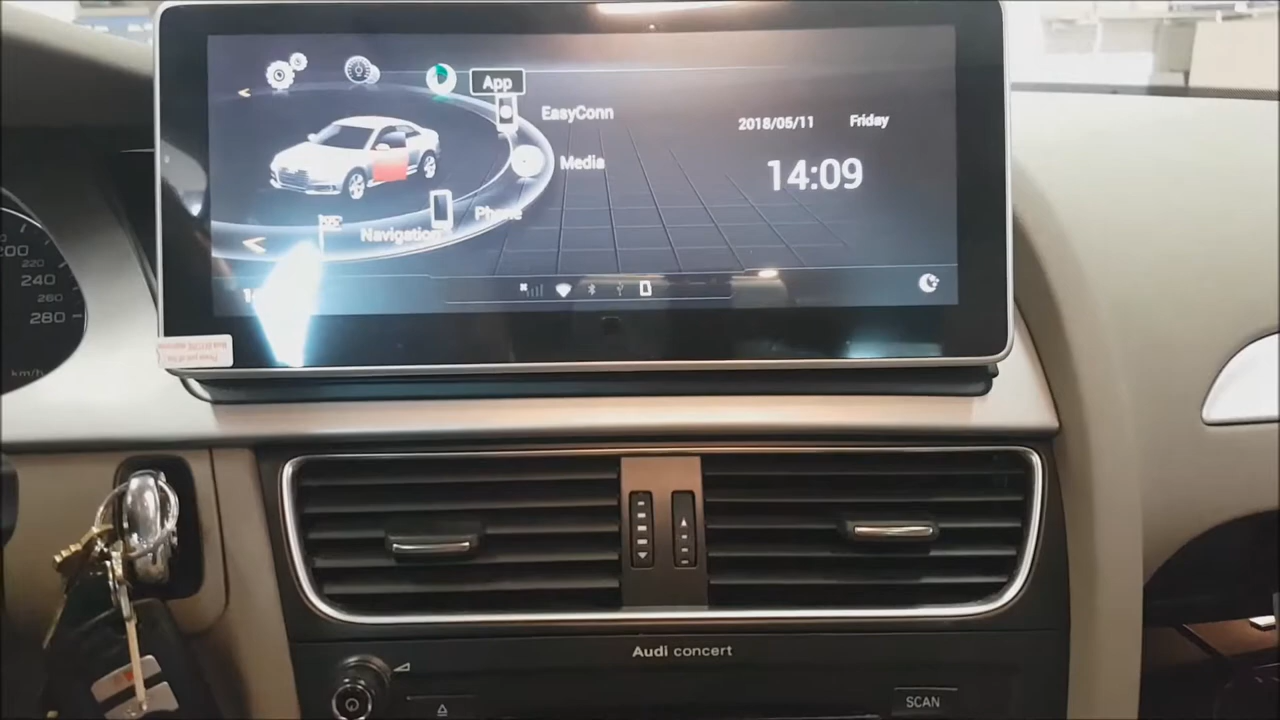 App
EasyConn
Media
Phone
Navigation
2018/05/11 Friday
14:09
200
220
240
260
280
km/h
Audi concert
SCAN